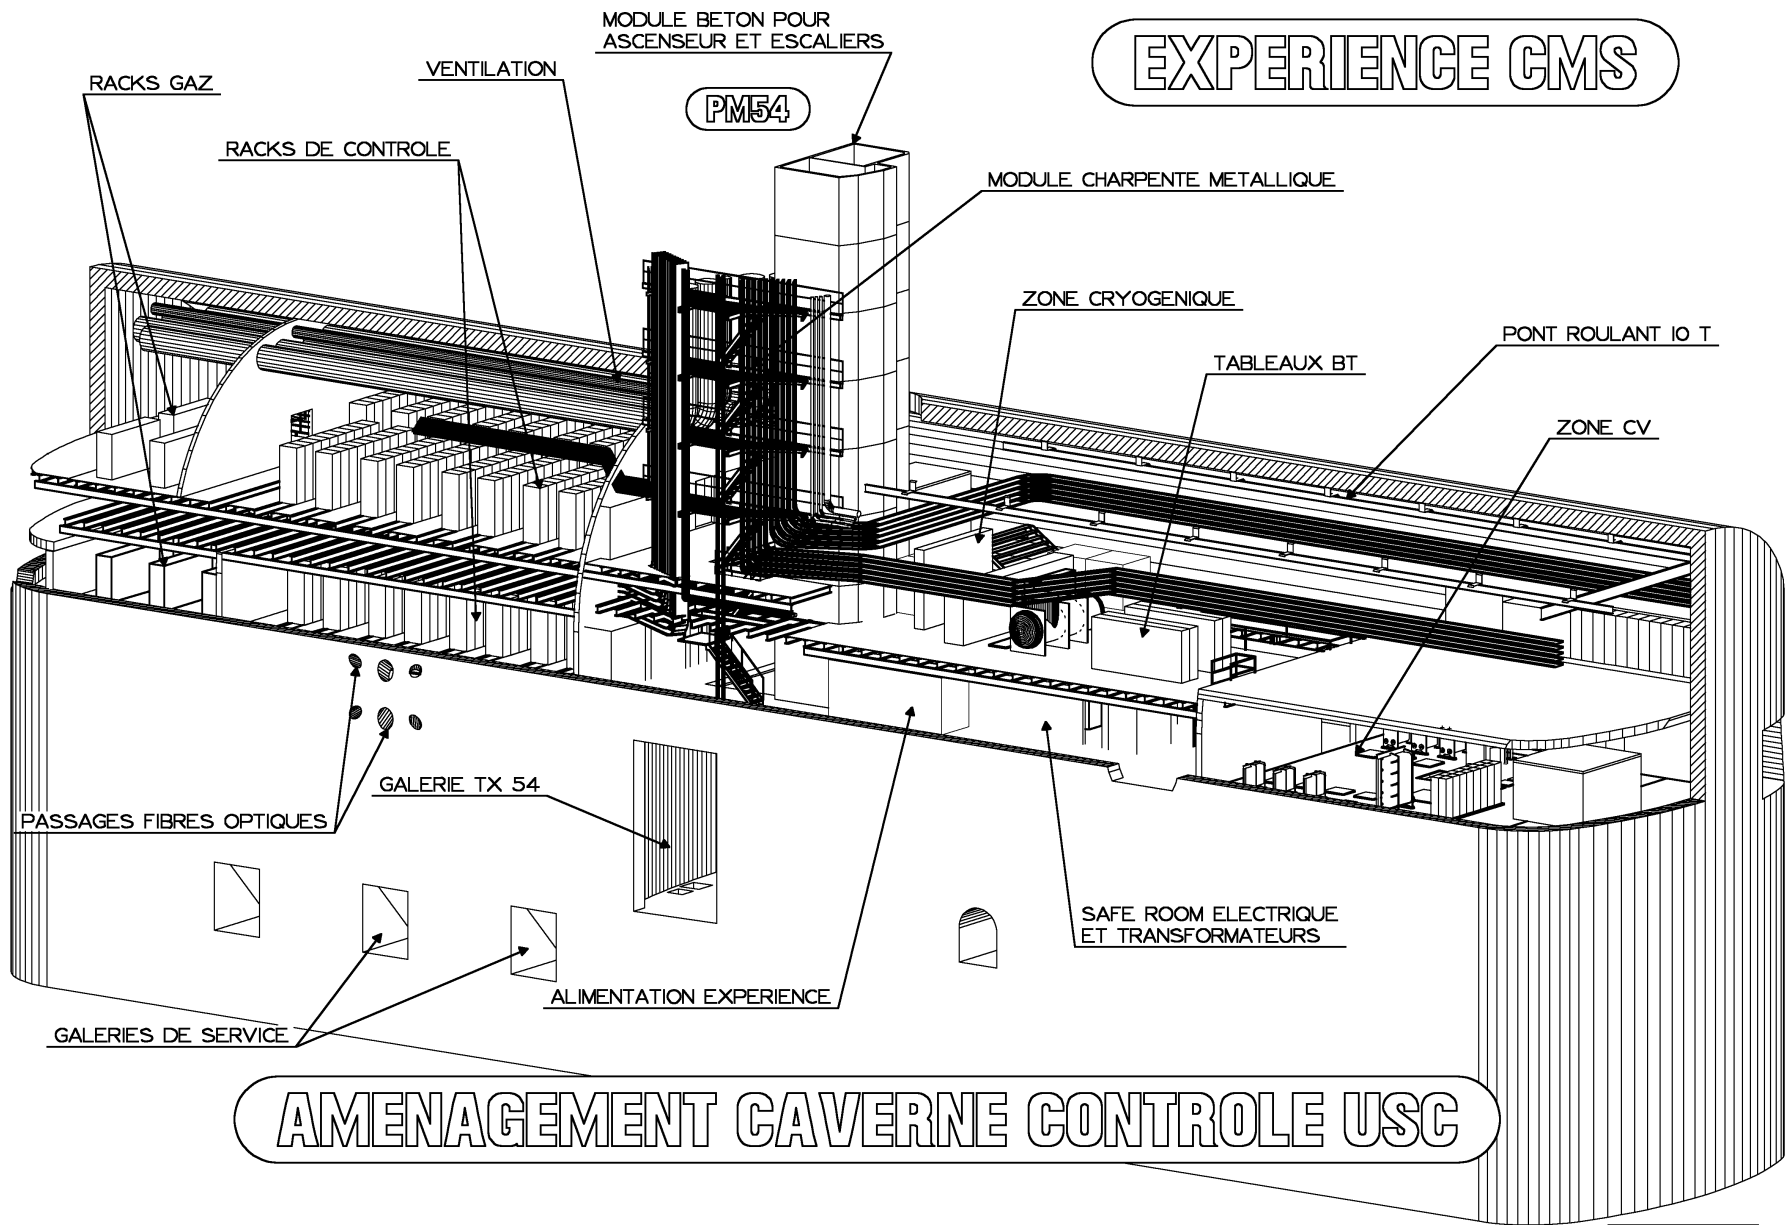 MODULE BETON POUR
ASCENSEUR ET ESCALIERS
EXPERIENCE CMS
VENTILATION
RACKS GAZ
PM54
RACKS DE CONTROLE
MODULE CHARPENTE METALLIQUE
ZONE CRYOGENIQUE
PONT ROULANT 10 T
TABLEAUX BT
ZONE CV
GALERIE TX 54
PASSAGES FIBRES OPTIQUES
SAFE ROOM ELECTRIQUE
ET TRANSFORMATEURS
ALIMENTATION EXPERIENCE
GALERIES DE SERVICE
AMENAGEMENT CAVERNE CONTROLE USC